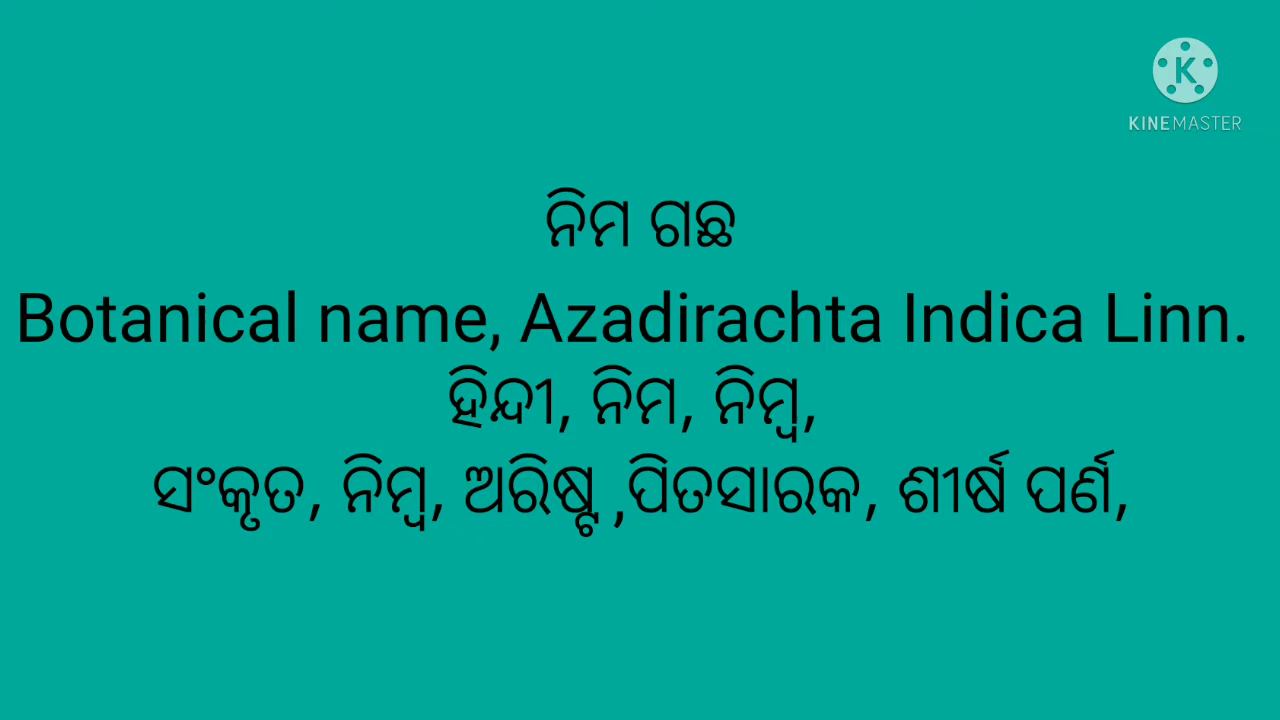 KINEMASTER
ନିମ ଗଛ
Botanical name, Azadirachta Indica Linn.
ହିନ୍ଦୀ, ନିମ, ନିମ୍ବ,
ସଂକୃତ, ନିମ୍ବ, ଅରିଷ୍ଟ ,ପିତସାରକ, ଶୀର୍ଷ ପର୍ଣ,